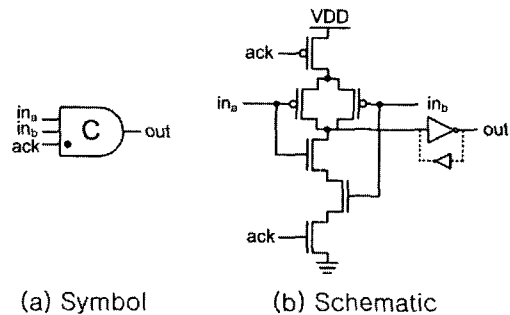 VDD
ack
in_a
in_b
in_a
in_b
ack
C
out
out
ack
(a) Symbol
(b) Schematic